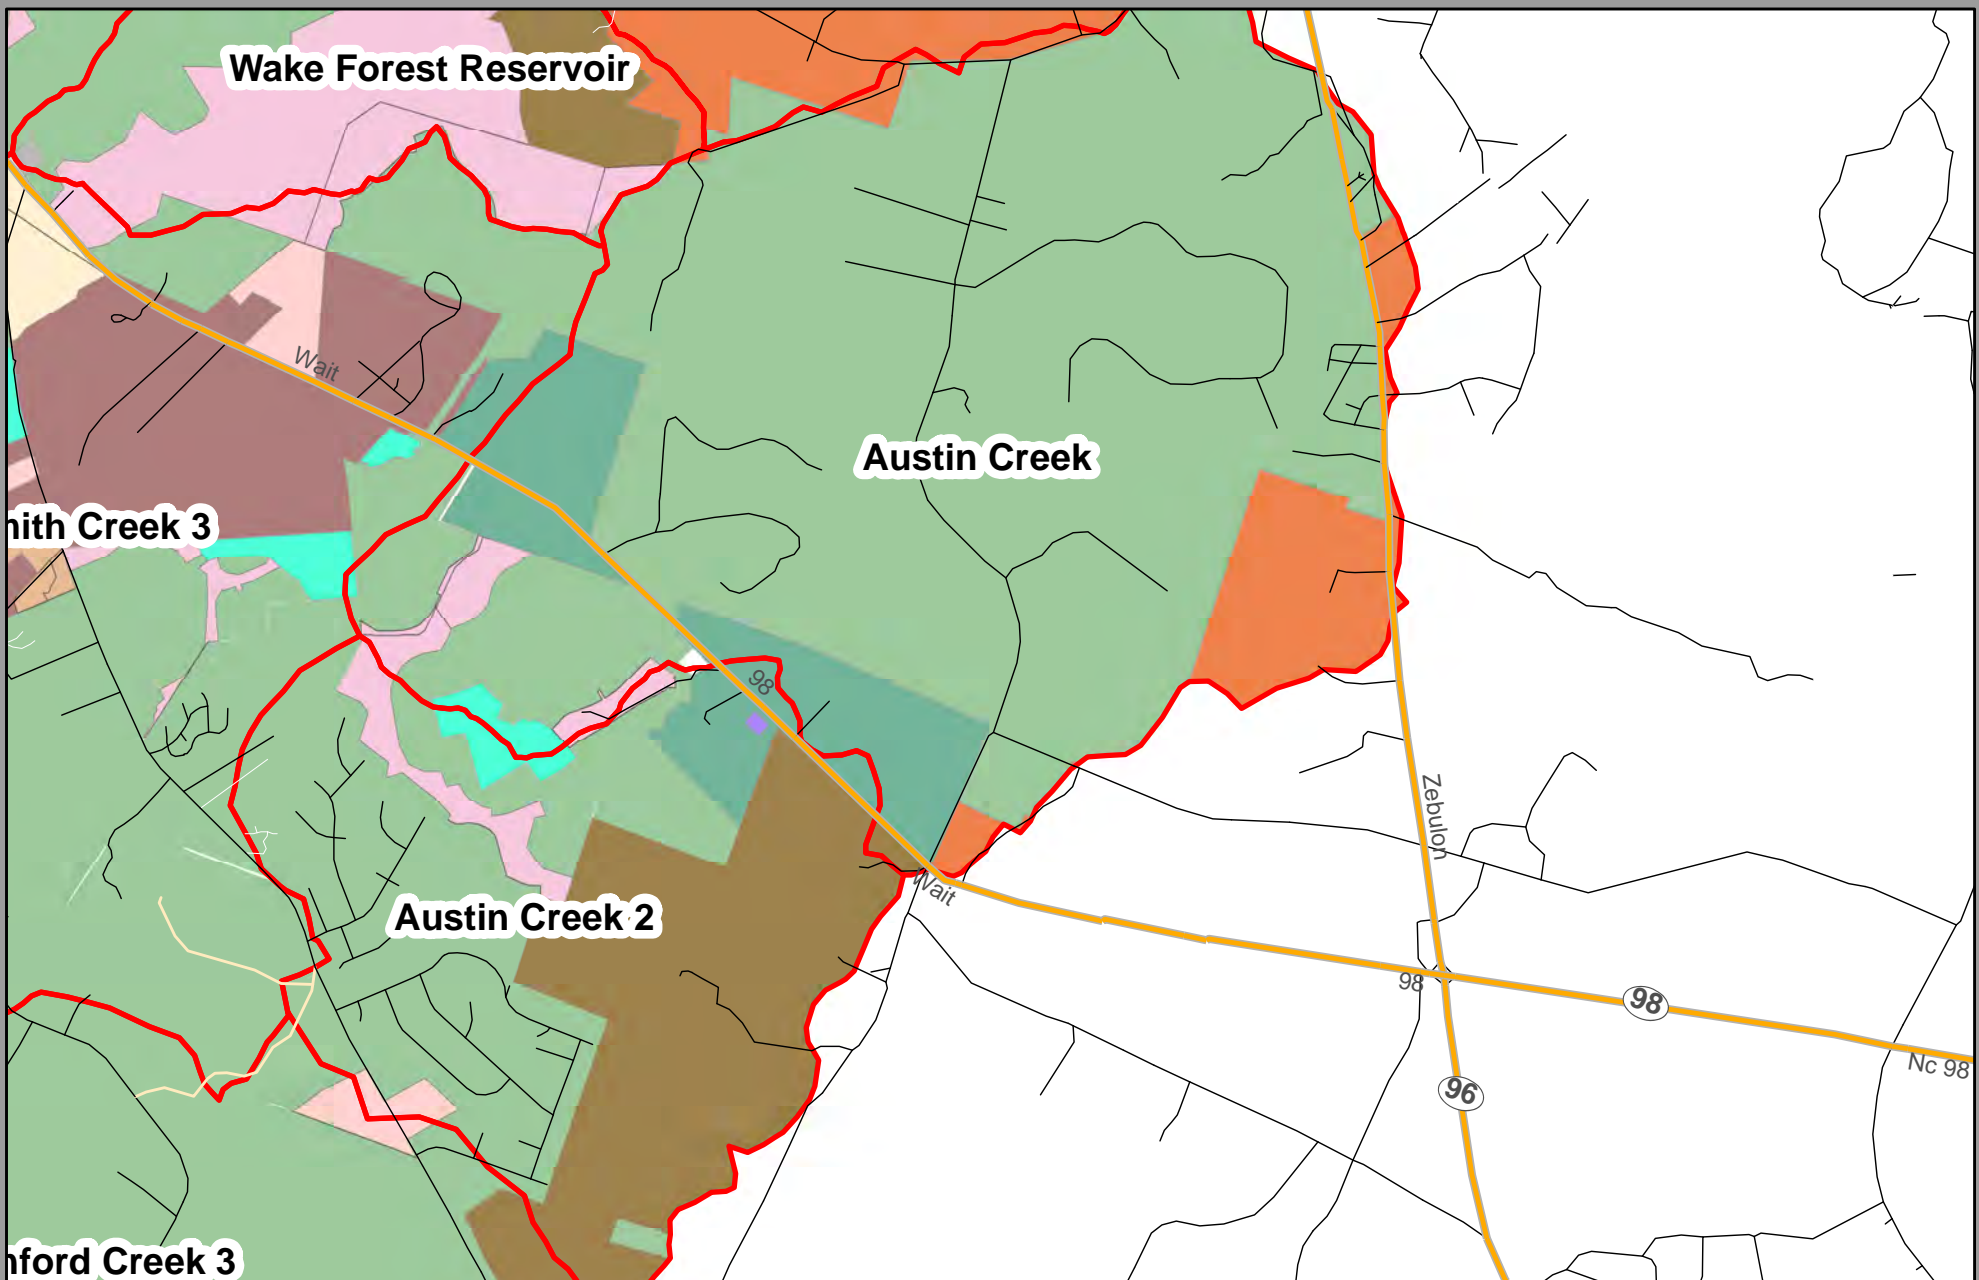 Wake Forest Reservoir
Wait
Austin Creek
mith Creek 3
98
Zebulon
Wait
Austin Creek 2
98
98
Nc 98
96
nford Creek 3